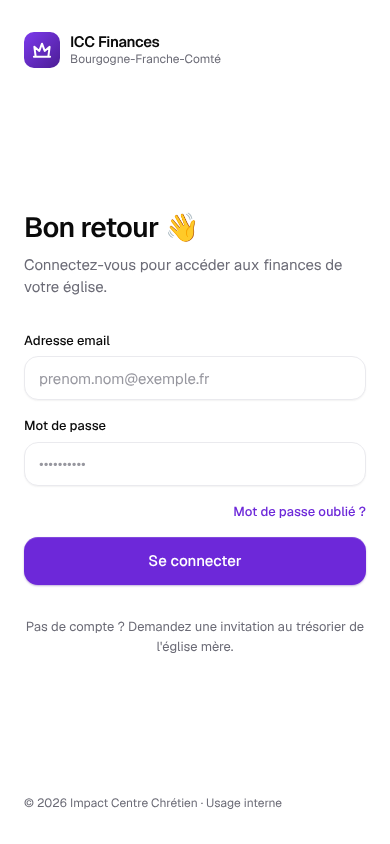 ICC Finances
Bourgogne-Franche-Comté
Bon retour 👋
Connectez-vous pour accéder aux finances de
votre église.
Adresse email
prenom.nom@exemple.fr
Mot de passe
••••••••••
Mot de passe oublié ?
Se connecter
Pas de compte ? Demandez une invitation au trésorier de
l'église mère.
© 2026 Impact Centre Chrétien · Usage interne